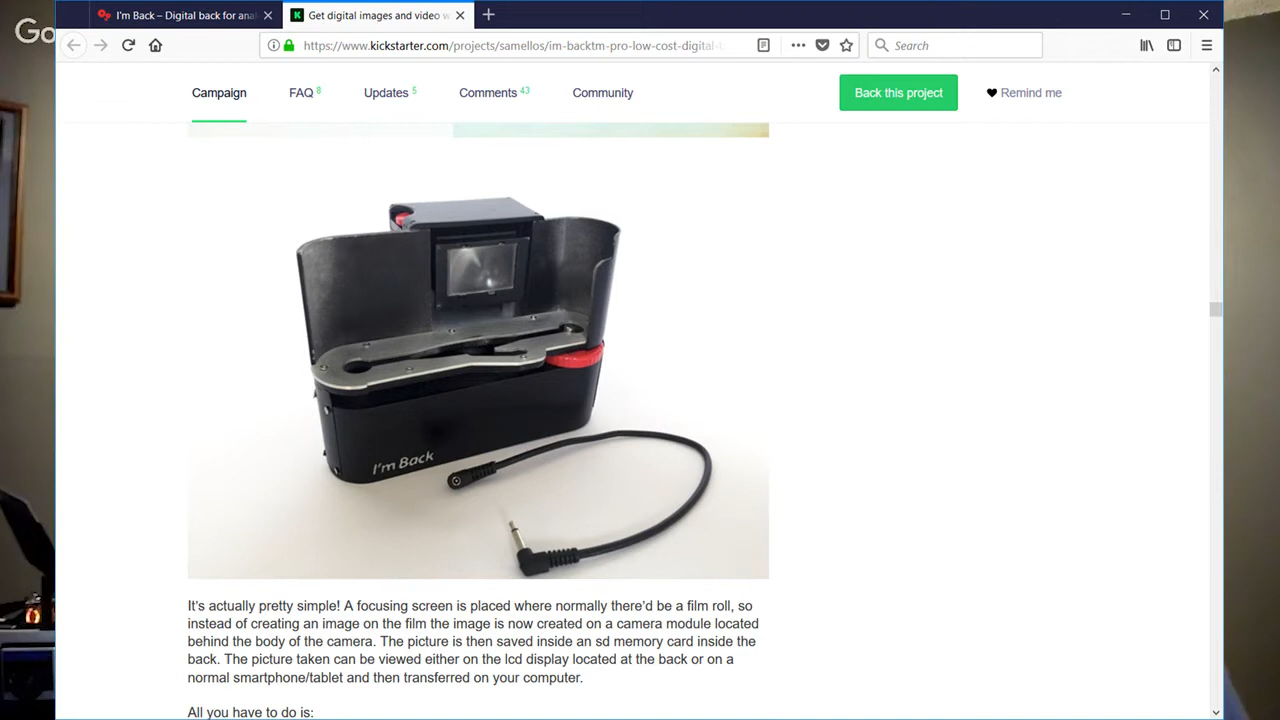 Go
I'm Back – Digital back for ana
Get digital images and video w
https://www.kickstarter.com/projects/samellos/im-backtm-pro-low-cost-digital-
Search
Campaign
FAQ 8
Updates 5
Comments 43
Community
Back this project
Remind me
I'm Back
It's actually pretty simple! A focusing screen is placed where normally there'd be a film roll, so
instead of creating an image on the film the image is now created on a camera module located
behind the body of the camera. The picture is then saved inside an sd memory card inside the
back. The picture taken can be viewed either on the lcd display located at the back or on a
normal smartphone/tablet and then transferred on your computer.
All you have to do is: